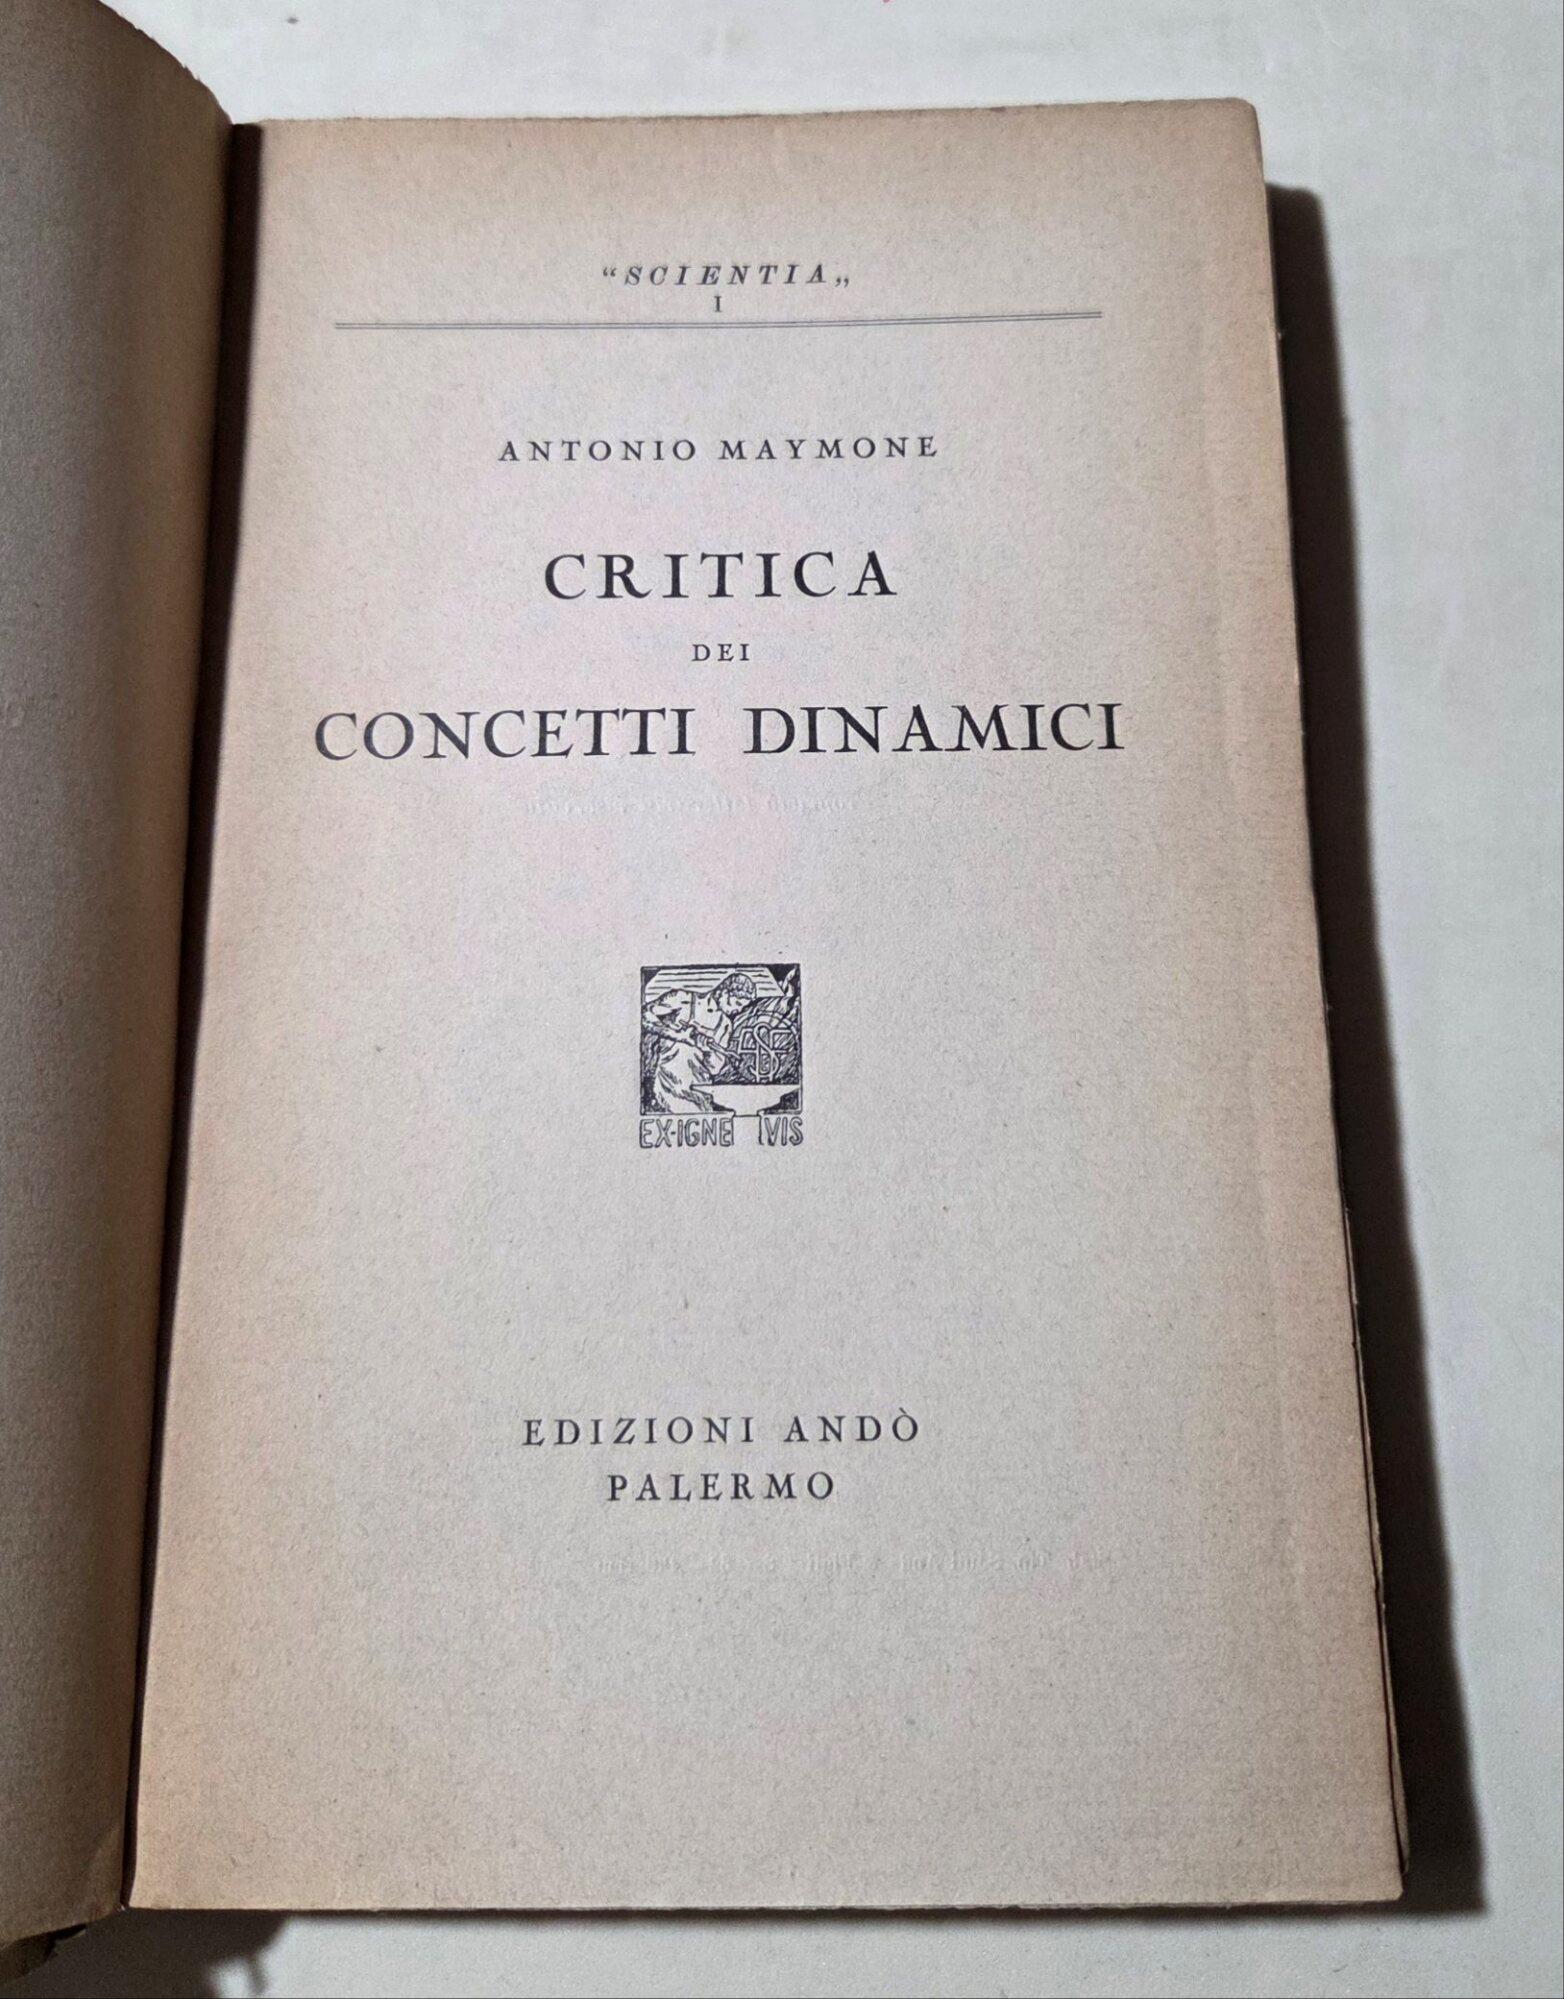 “SCIENTIA„
I
ANTONIO MAYMONE
CRITICA
DEI
CONCETTI DINAMICI
EX-IGNE VIS
EDIZIONI ANDÒ
PALERMO